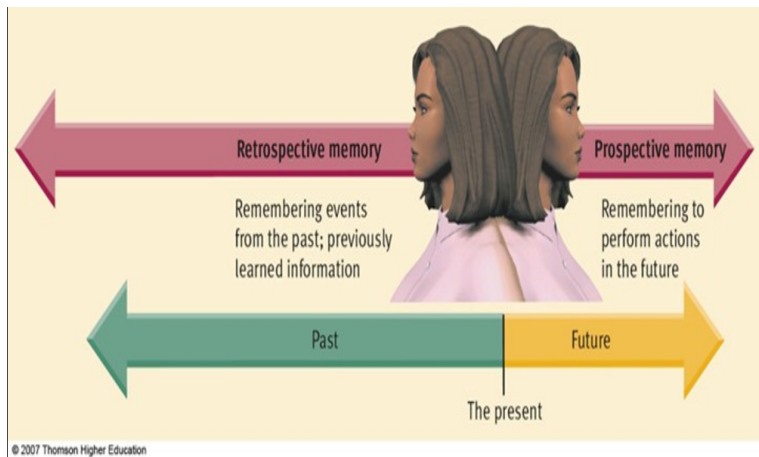 Retrospective memory
Prospective memory
Remembering events
from the past; previously
learned information
Remembering to
perform actions
in the future
Past
Future
The present
© 2007 Thomson Higher Education